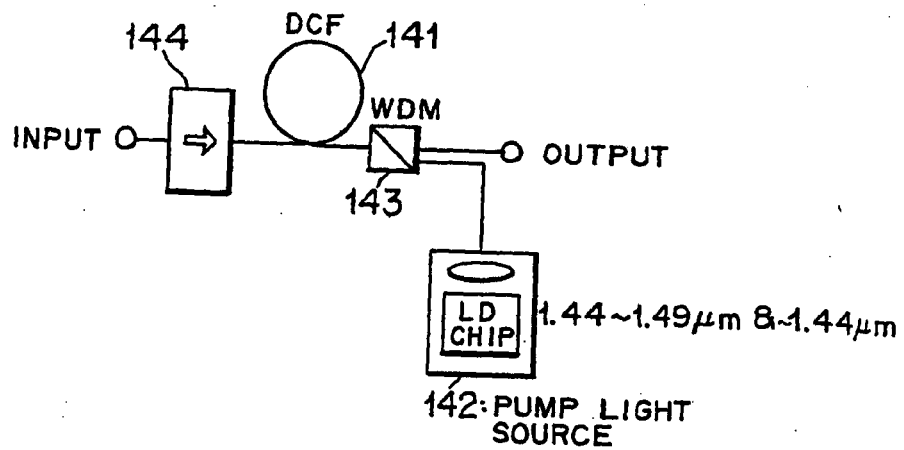 144
DCF
141
WDM
INPUT
OUTPUT
143
LD
CHIP
1.44~1.49μm &~1.44μm
142: PUMP LIGHT
SOURCE